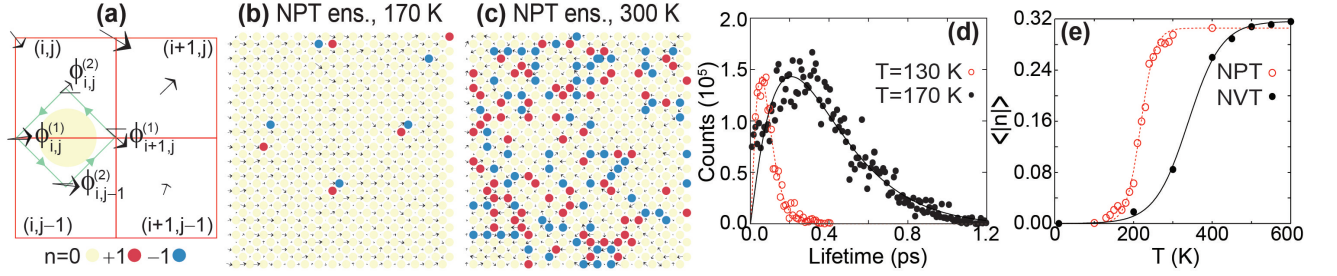 (a)
(i,j)
(i+1,j)
ϕ(2)i,j
ϕ(1)i,j
ϕ(1)i+1,j
ϕ(2)i,j−1
(i,j−1)
(i+1,j−1)
n=0 +1 −1
(b) NPT ens., 170 K
(c) NPT ens., 300 K
(d)
Counts (10⁵)
2.0
1.5
1.0
0.5
0.0
T=130 K
T=170 K
0.0 0.4 0.8 1.2
Lifetime (ps)
(e)
<|n|>
0.32
0.24
0.16
0.08
0.00
NPT
NVT
0 200 400 600
T (K)